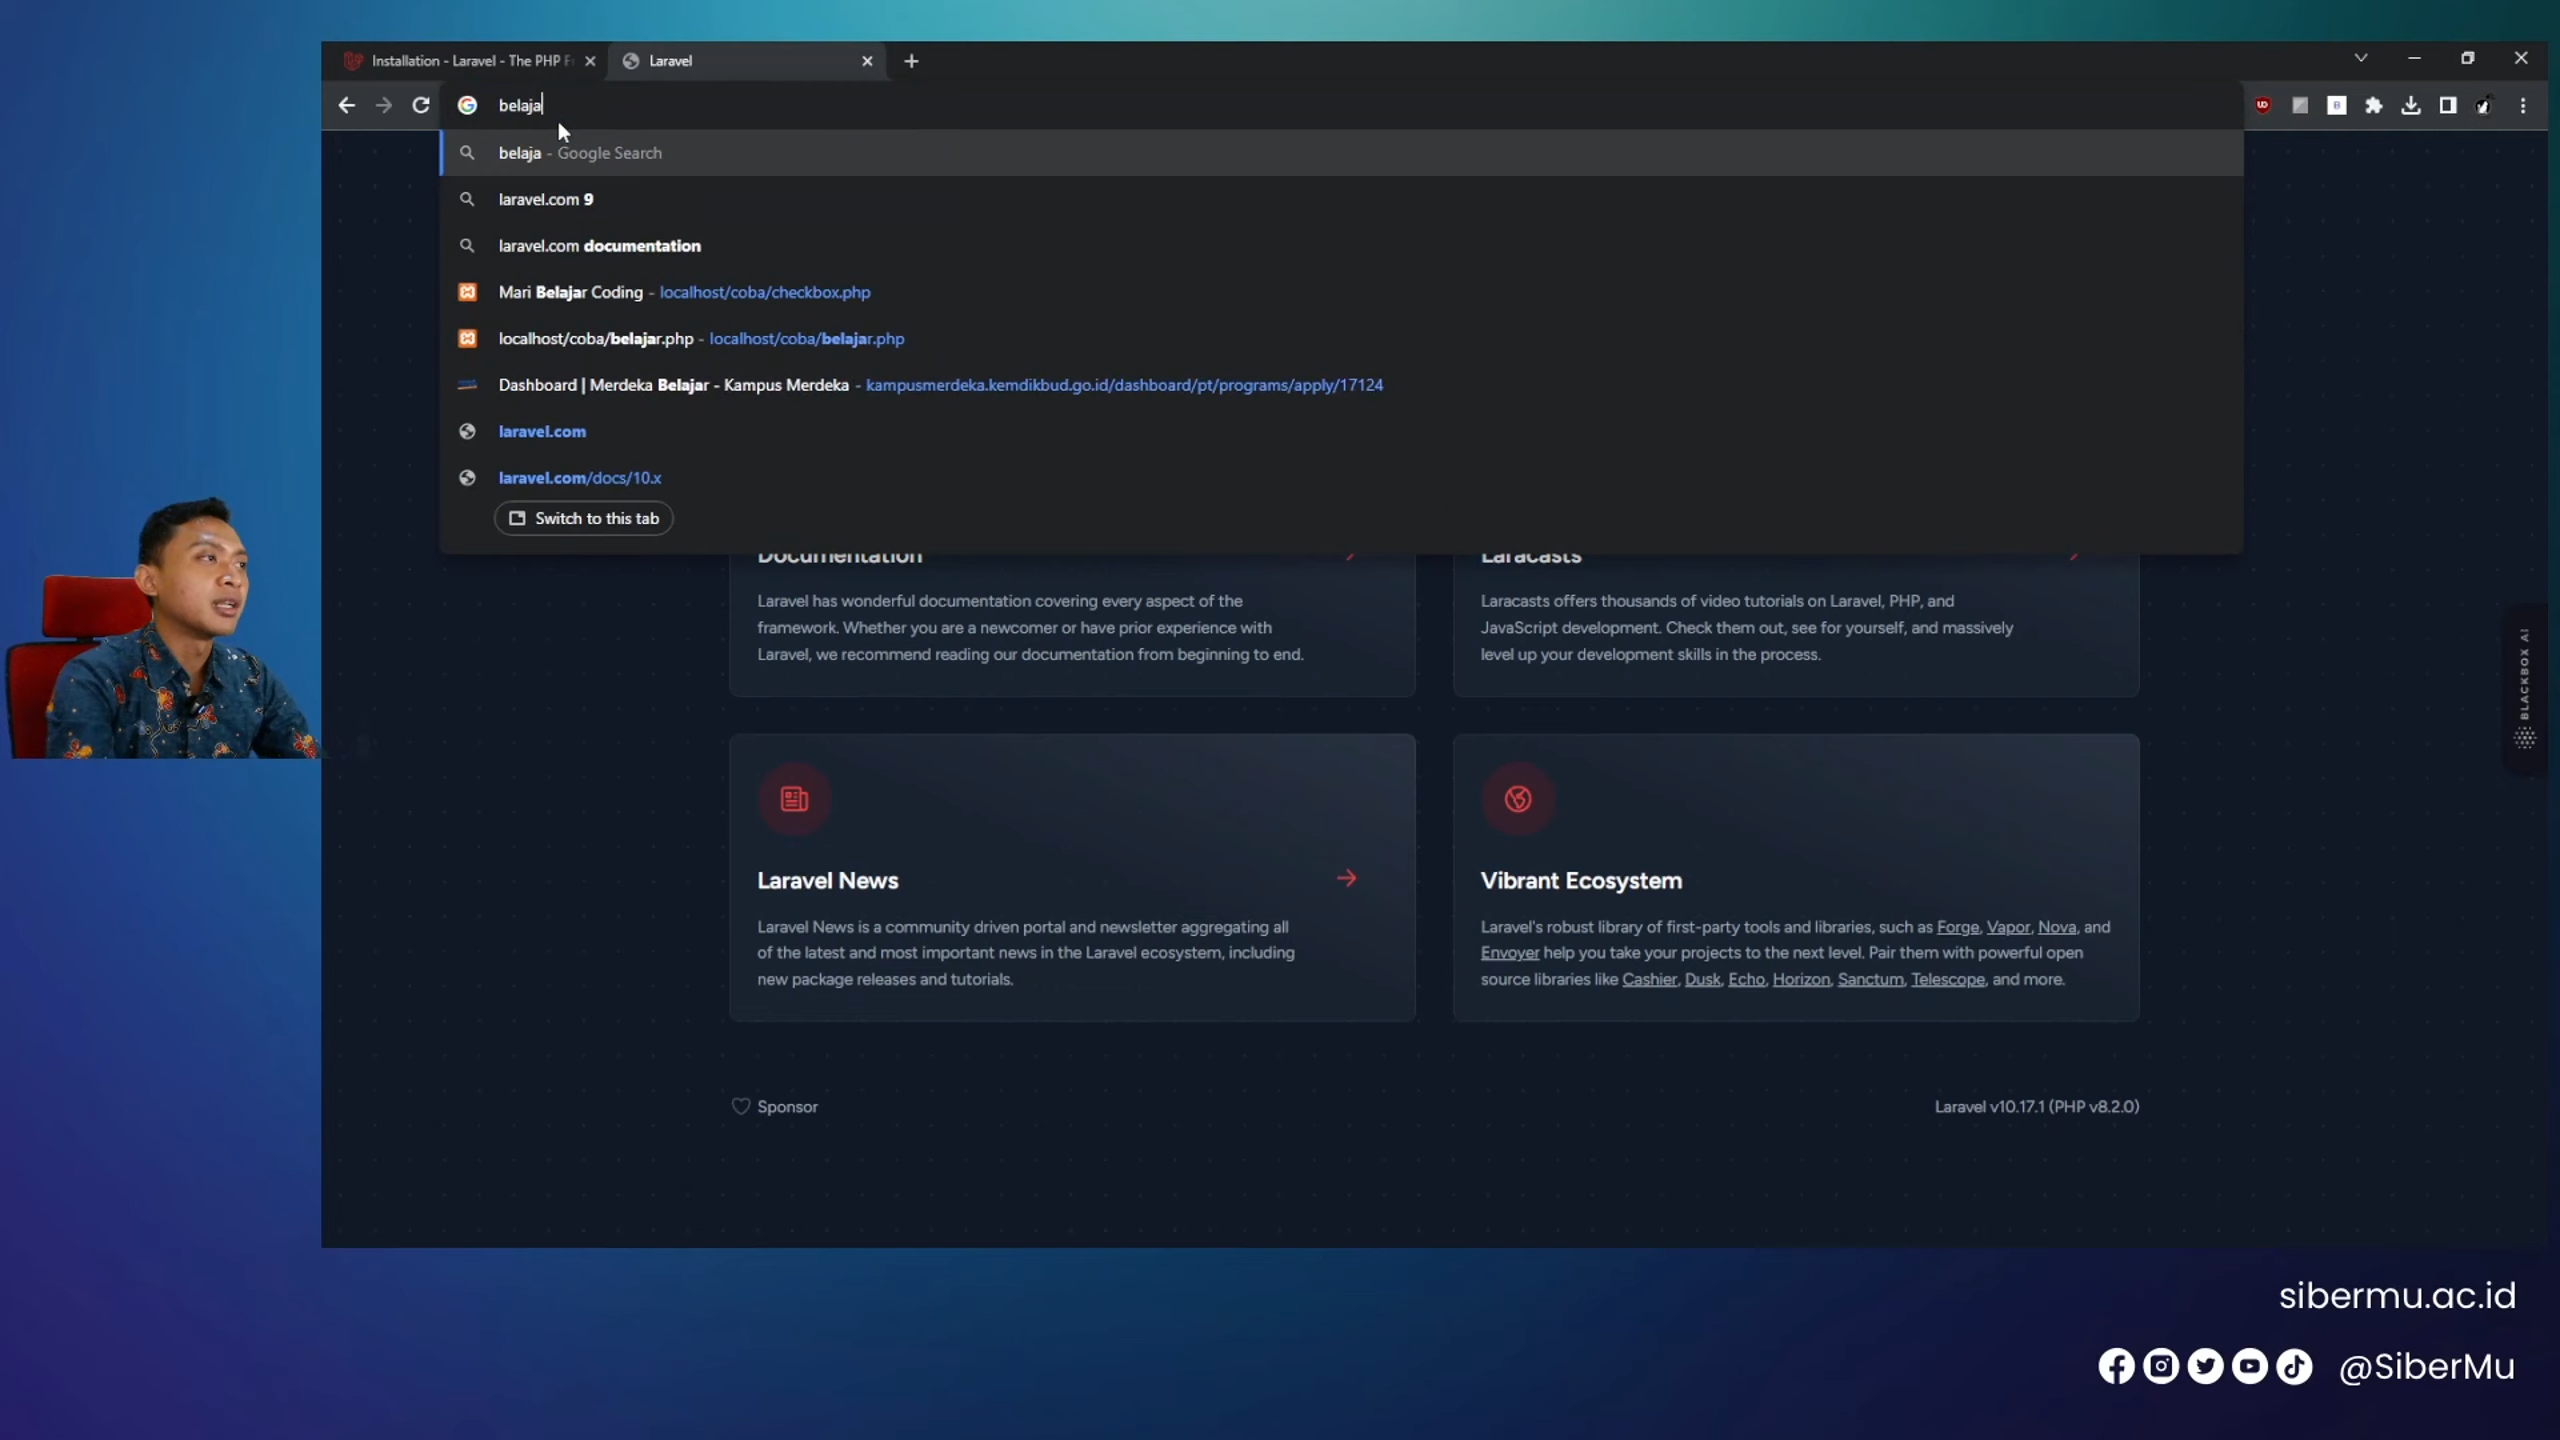 Installation - Laravel - The PHP F
Laravel
belaja
belaja - Google Search
laravel.com 9
laravel.com documentation
Mari Belajar Coding - localhost/coba/checkbox.php
localhost/coba/belajar.php - localhost/coba/belajar.php
Dashboard | Merdeka Belajar - Kampus Merdeka - kampusmerdeka.kemdikbud.go.id/dashboard/pt/programs/apply/17124
laravel.com
laravel.com/docs/10.x
Switch to this tab
Documentation
Laravel has wonderful documentation covering every aspect of the
framework. Whether you are a newcomer or have prior experience with
Laravel, we recommend reading our documentation from beginning to end.
Laracasts
Laracasts offers thousands of video tutorials on Laravel, PHP, and
JavaScript development. Check them out, see for yourself, and massively
level up your development skills in the process.
BLACKBOX AI
Laravel News
Laravel News is a community driven portal and newsletter aggregating all
of the latest and most important news in the Laravel ecosystem, including
new package releases and tutorials.
Vibrant Ecosystem
Laravel's robust library of first-party tools and libraries, such as Forge, Vapor, Nova, and
Envoyer help you take your projects to the next level. Pair them with powerful open
source libraries like Cashier, Dusk, Echo, Horizon, Sanctum, Telescope, and more.
Sponsor
Laravel v10.17.1 (PHP v8.2.0)
sibermu.ac.id
@SiberMu